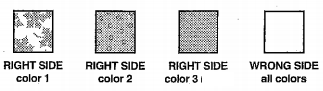 RIGHT SIDE
color 1
RIGHT SIDE
color 2
RIGHT SIDE
color 3
WRONG SIDE
all colors